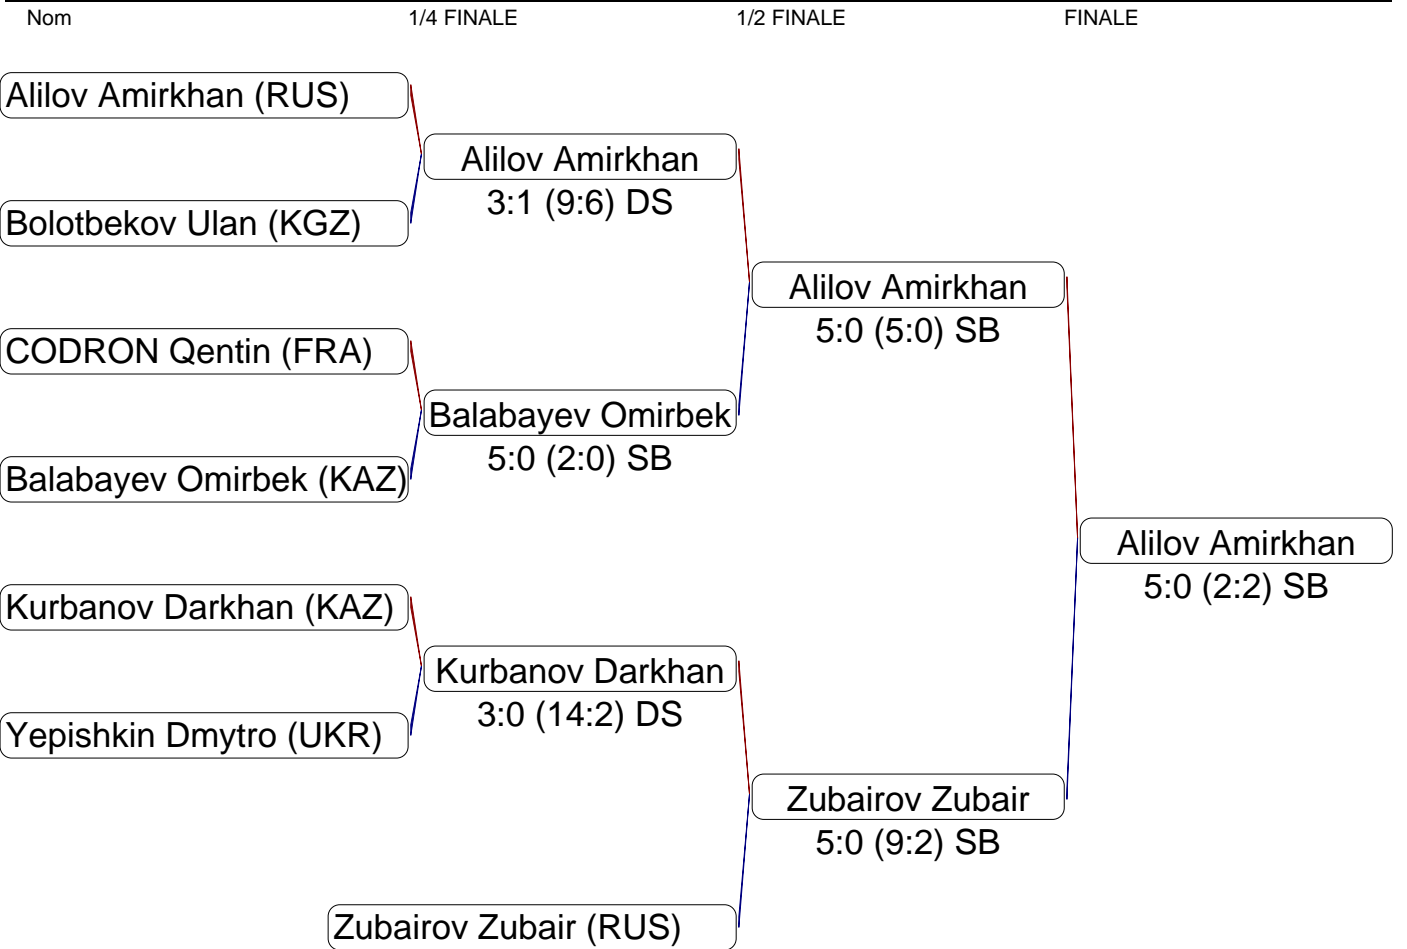 Nom 1/4 FINALE 1/2 FINALE FINALE
Alilov Amirkhan (RUS)
Alilov Amirkhan
3:1 (9:6) DS
Bolotbekov Ulan (KGZ)
Alilov Amirkhan
5:0 (5:0) SB
CODRON Qentin (FRA)
Balabayev Omirbek
5:0 (2:0) SB
Balabayev Omirbek (KAZ)
Alilov Amirkhan
5:0 (2:2) SB
Kurbanov Darkhan (KAZ)
Kurbanov Darkhan
3:0 (14:2) DS
Yepishkin Dmytro (UKR)
Zubairov Zubair
5:0 (9:2) SB
Zubairov Zubair (RUS)